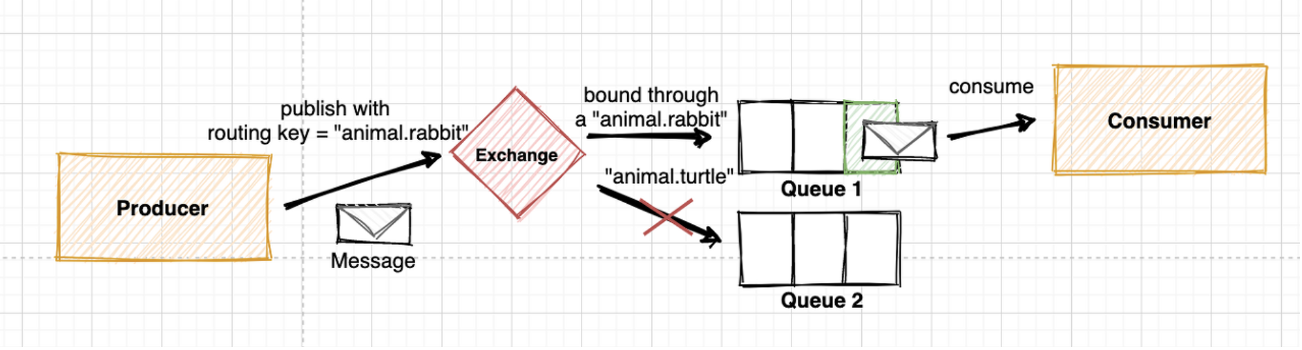 publish with
routing key = "animal.rabbit"
Producer
Message
Exchange
bound through
a "animal.rabbit"
"animal.turtle"
Queue 1
Queue 2
consume
Consumer